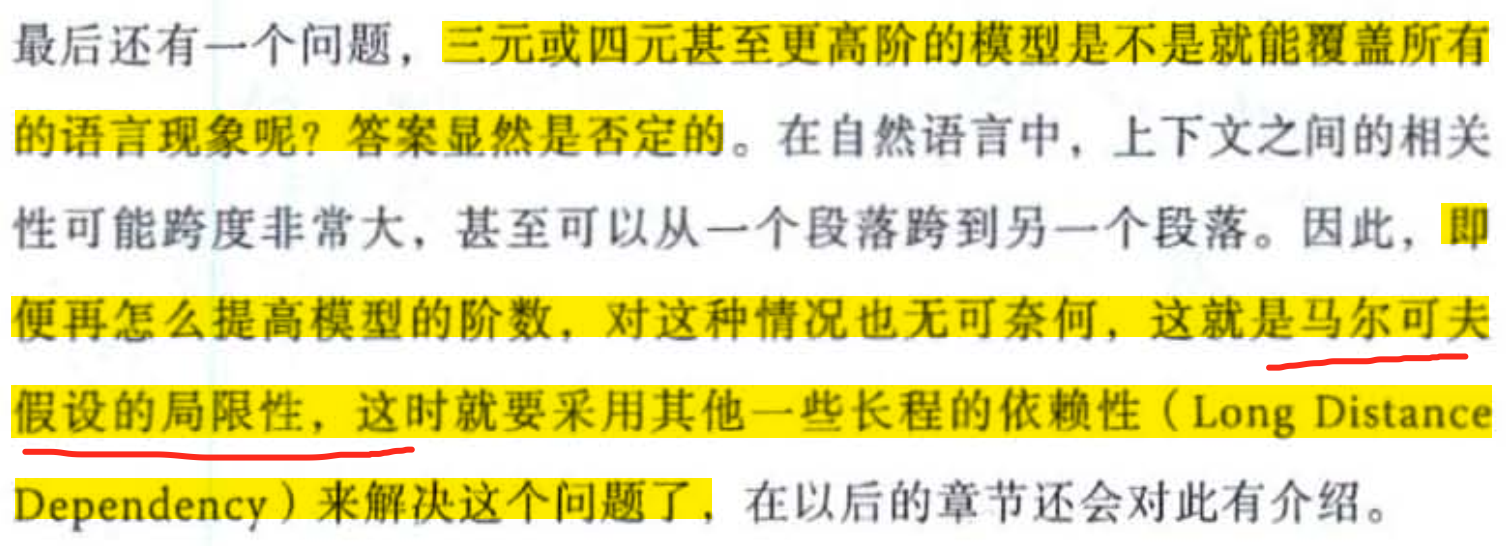 最后还有一个问题，三元或四元甚至更高阶的模型是不是就能覆盖所有
的语言现象呢？答案显然是否定的。在自然语言中，上下文之间的相关
性可能跨度非常大，甚至可以从一个段落跨到另一个段落。因此，即
便再怎么提高模型的阶数，对这种情况也无可奈何，这就是马尔可夫
假设的局限性，这时就要采用其他一些长程的依赖性（Long Distance
Dependency）来解决这个问题了，在以后的章节还会对此有介绍。